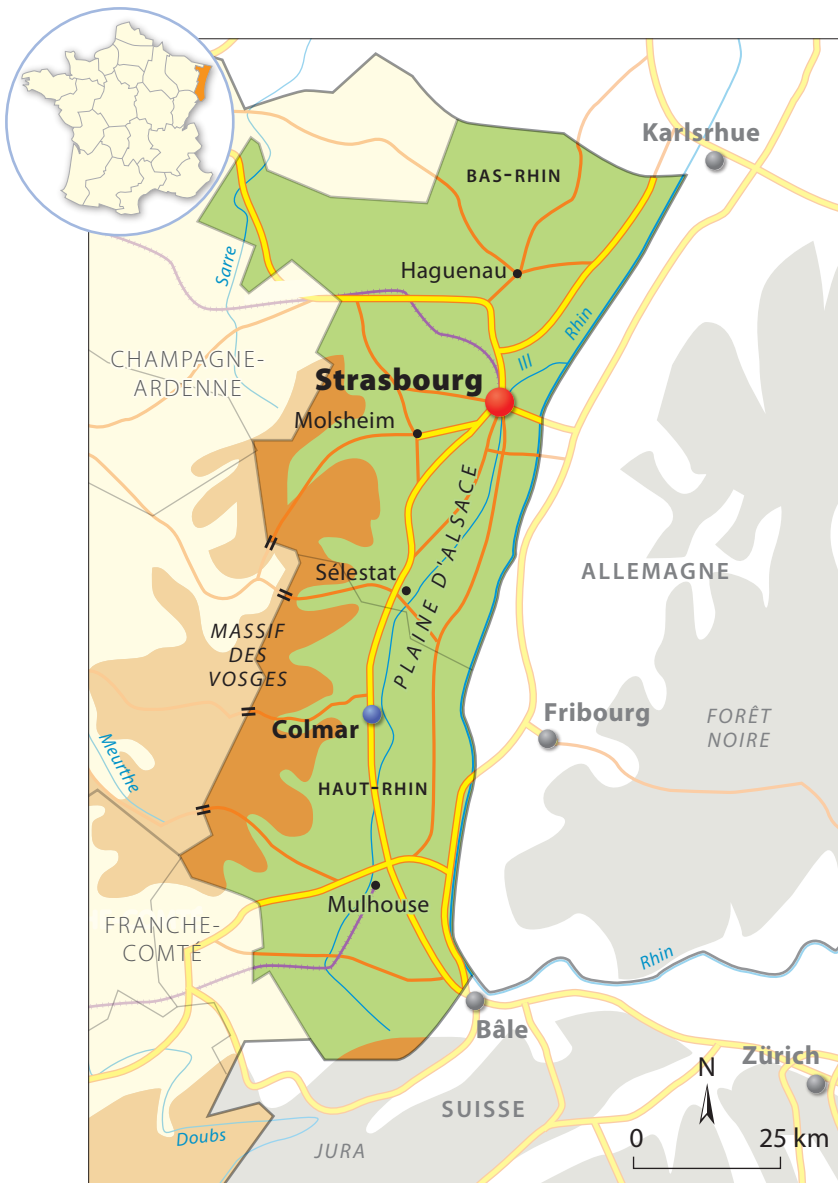 Karlsrhue
BAS-RHIN
Haguenau
Sarre
Rhin
Ill
CHAMPAGNE-
ARDENNE
Strasbourg
Molsheim
PLAINE D'ALSACE
Sélestat
ALLEMAGNE
MASSIF
DES
VOSGES
Colmar
Fribourg
FORÊT
NOIRE
Meurthe
HAUT-RHIN
Mulhouse
FRANCHE-
COMTÉ
Rhin
Bâle
Zürich
N
SUISSE
Doubs
JURA
0 25 km